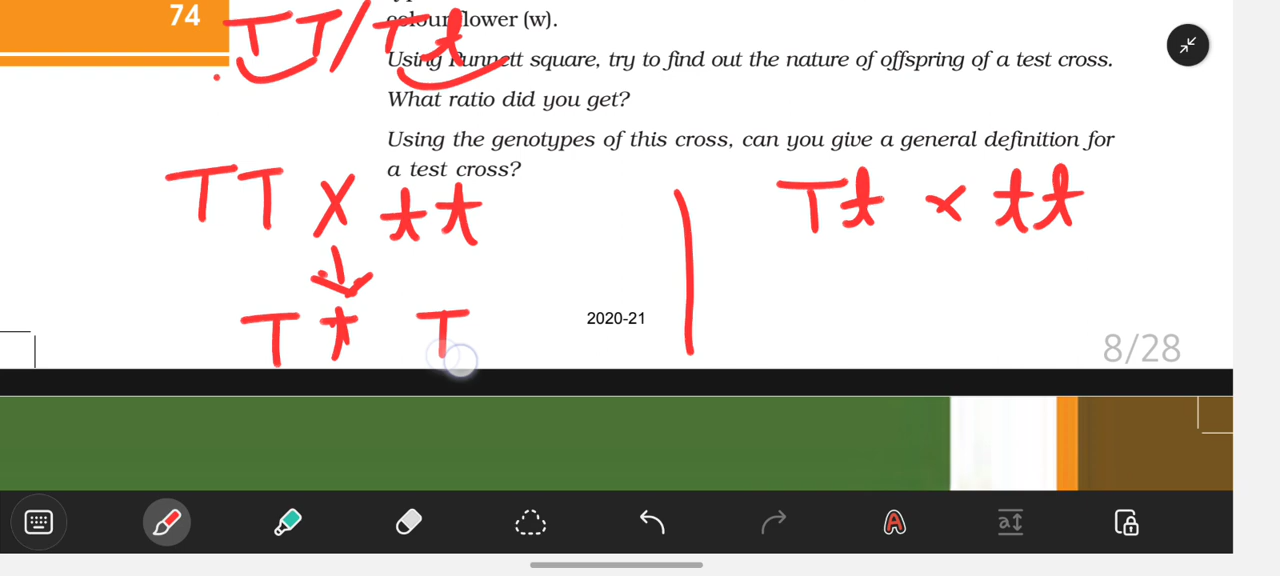 74
colour flower (w).
TT/Tt
Using Punnett square, try to find out the nature of offspring of a test cross.
What ratio did you get?
Using the genotypes of this cross, can you give a general definition for
a test cross?
TT X tt
Tt x tt
Tt T
2020-21
8/28
A
a